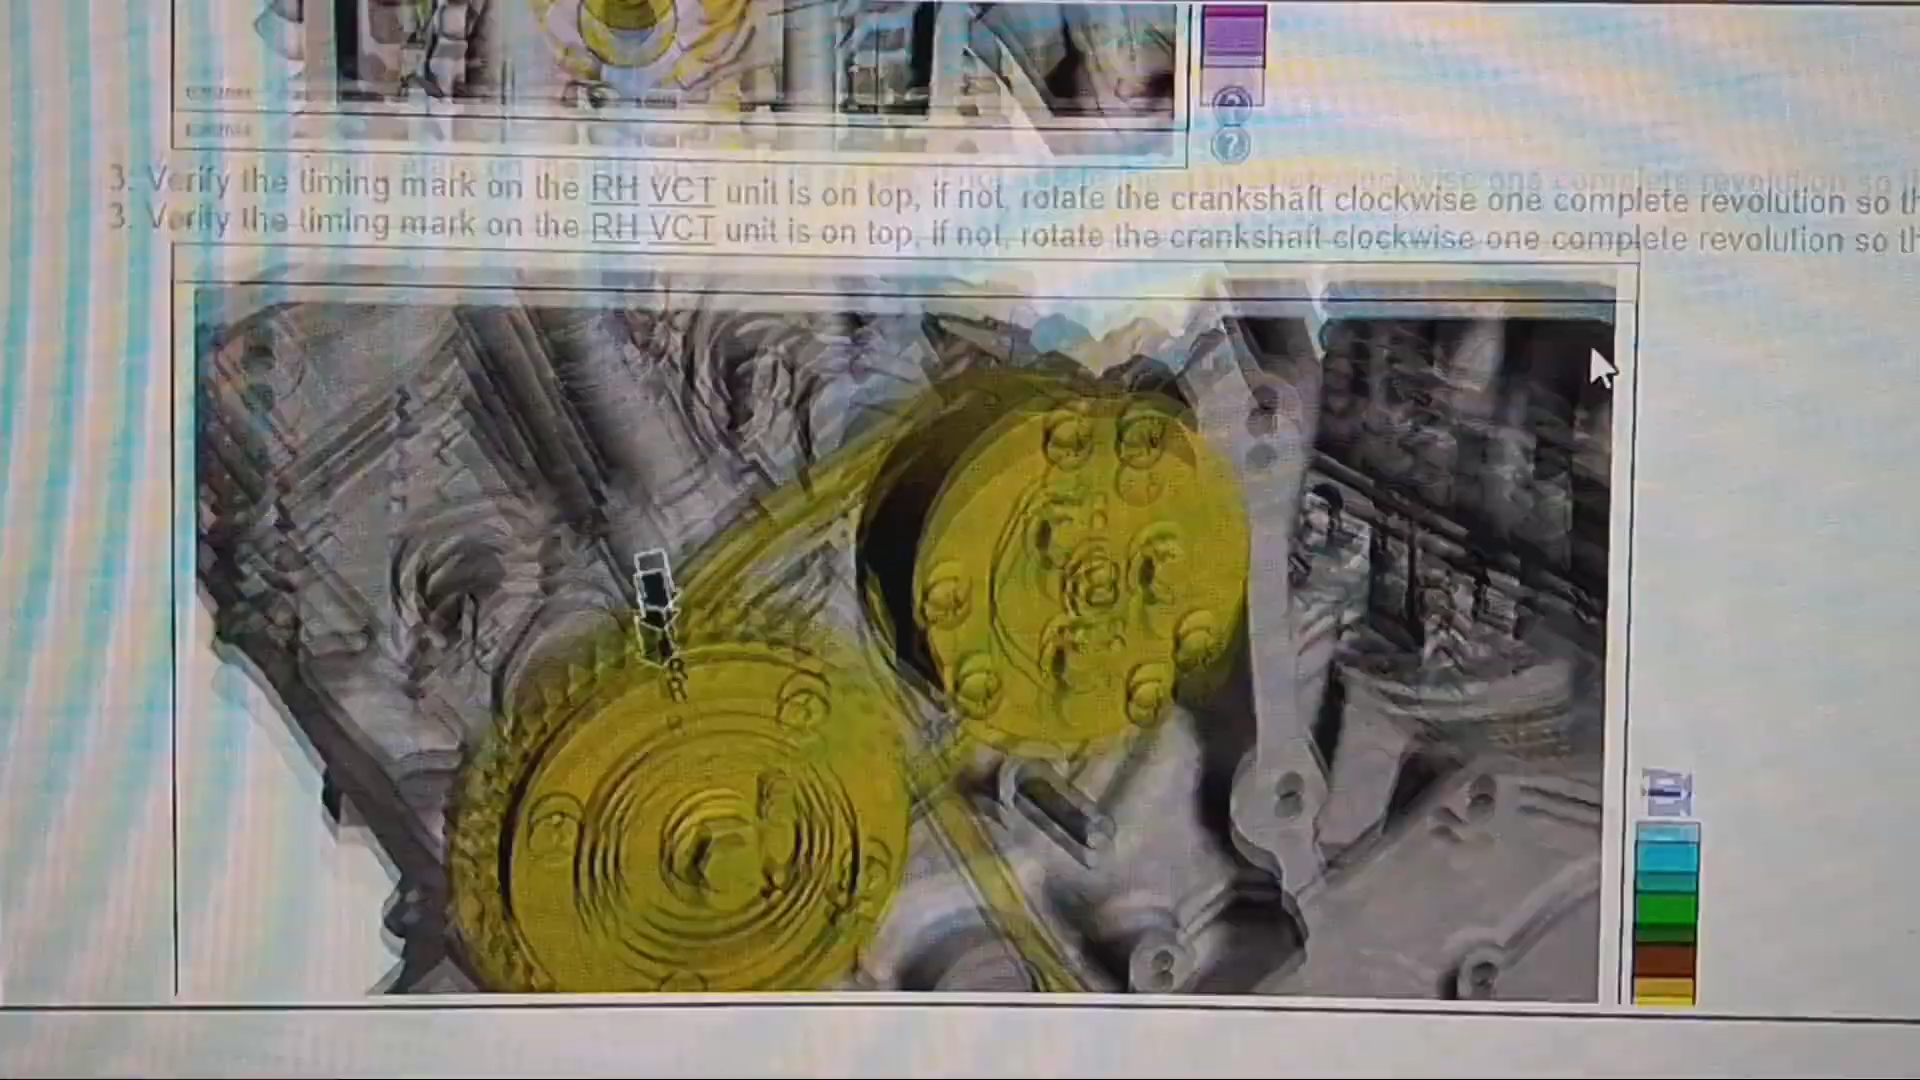 3. Verify the timing mark on the RH VCT unit is on top, if not, rotate the crankshaft clockwise one complete revolution so th
3. Verify the timing mark on the RH VCT unit is on top, if not, rotate the crankshaft clockwise one complete revolution so th
R